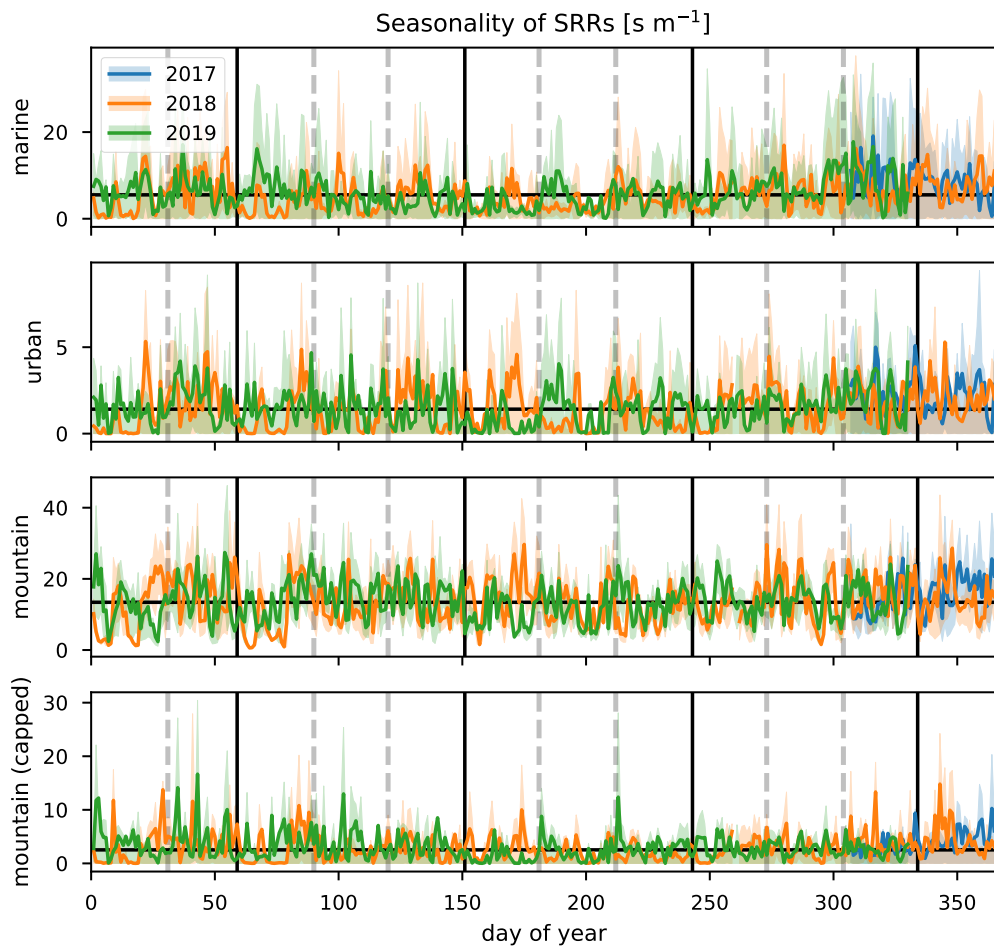 Seasonality of SRRs [s m⁻¹]
2017
2018
2019
marine
20
0
urban
5
0
mountain
40
20
0
mountain (capped)
30
20
10
0
0 50 100 150 200 250 300 350
day of year